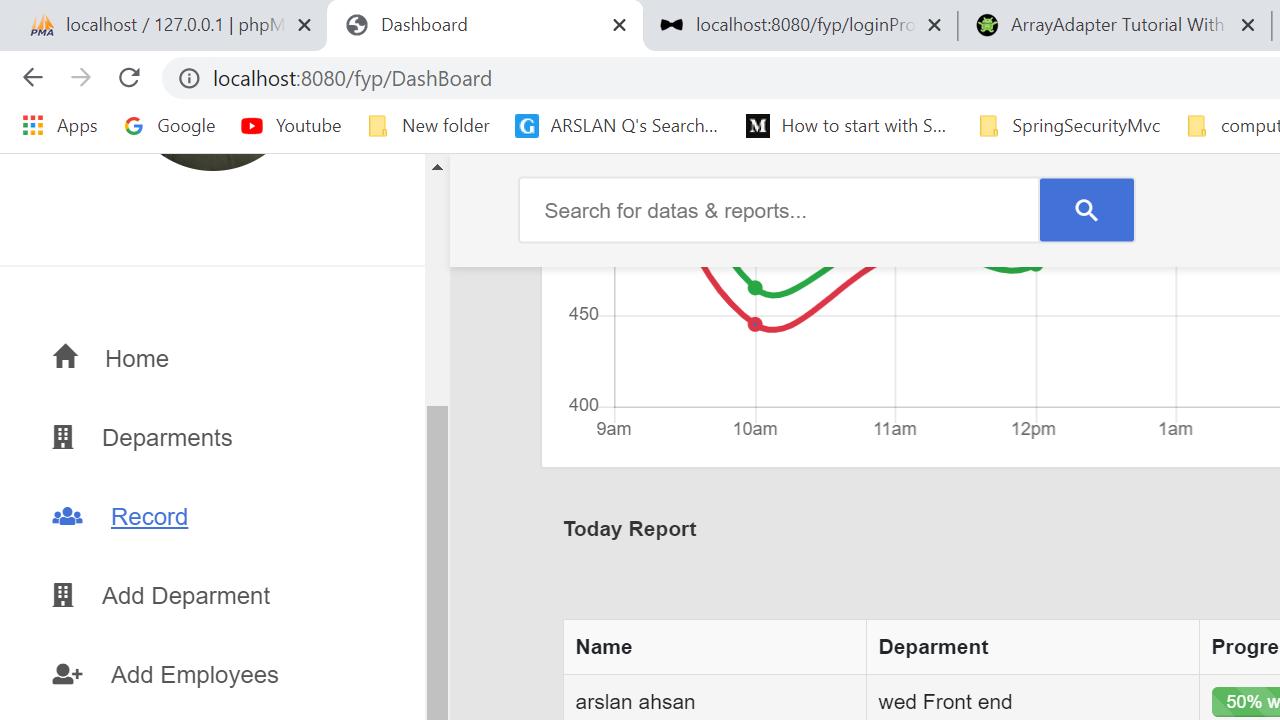 localhost / 127.0.0.1 | phpM
Dashboard
localhost:8080/fyp/loginPro
ArrayAdapter Tutorial With
localhost:8080/fyp/DashBoard
Apps
Google
Youtube
New folder
ARSLAN Q's Search...
How to start with S...
SpringSecurityMvc
comput
Search for datas & reports...
Home
Deparments
Record
Add Deparment
Add Employees
450
400
9am 10am 11am 12pm 1am
Today Report
Name Deparment Progre
arslan ahsan wed Front end 50% w